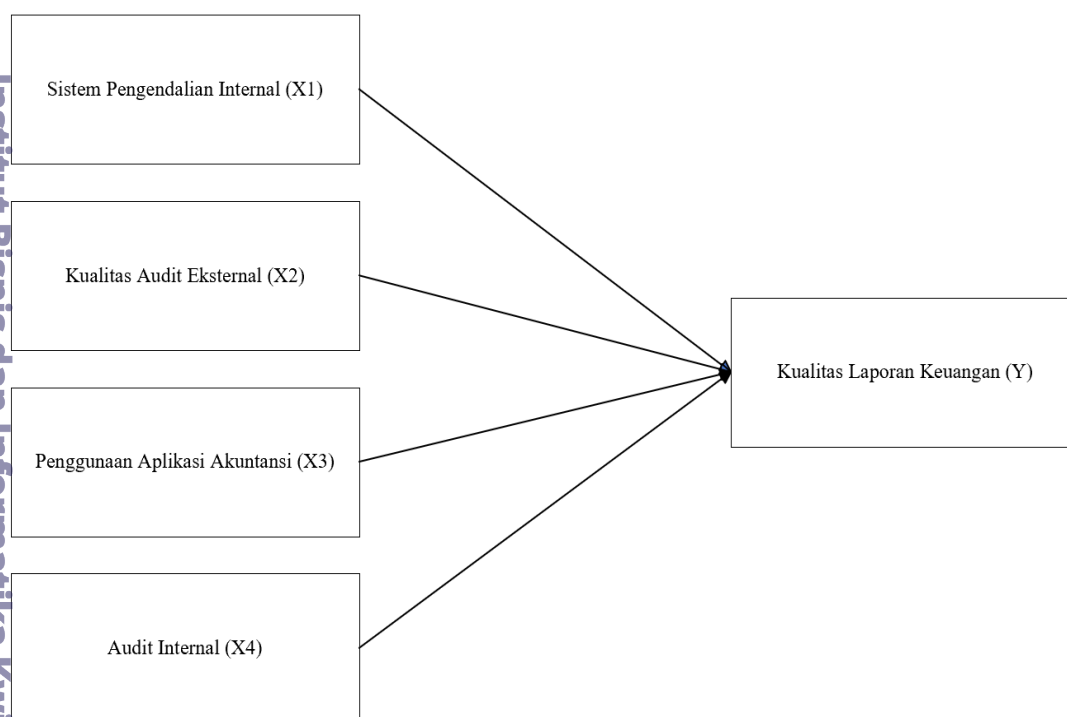 Sistem Pengendalian Internal (X1)
Kualitas Audit Eksternal (X2)
Penggunaan Aplikasi Akuntansi (X3)
Audit Internal (X4)
Kualitas Laporan Keuangan (Y)